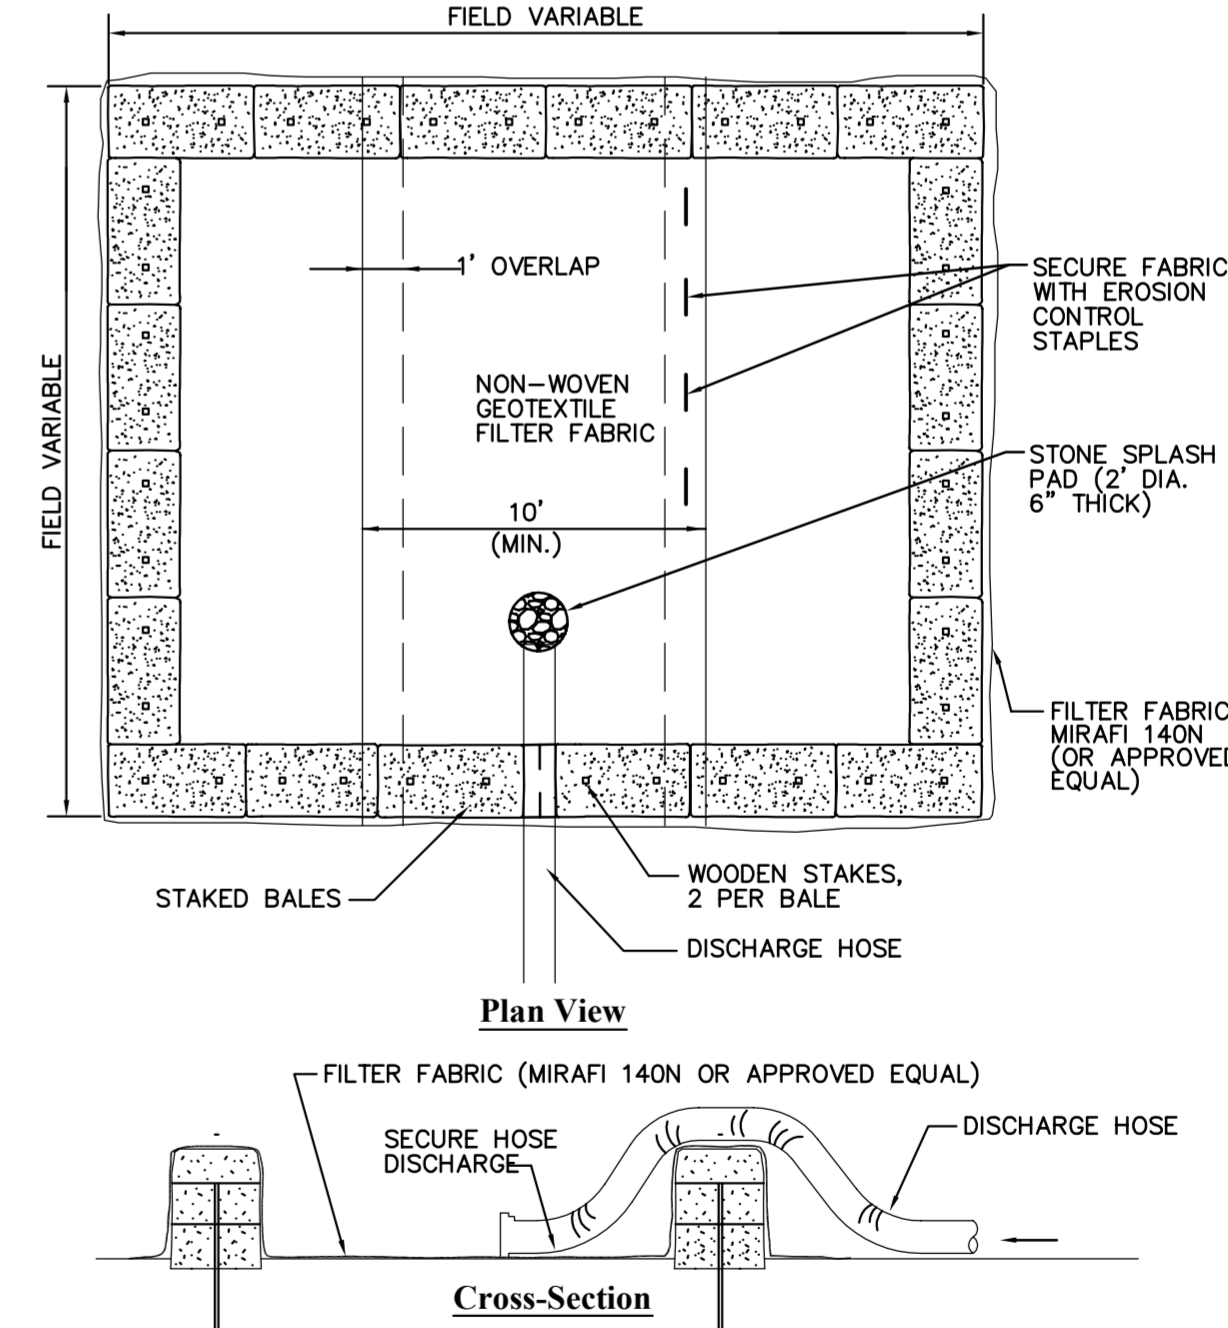 FIELD VARIABLE
FIELD VARIABLE
1' OVERLAP
SECURE FABRIC
WITH EROSION
CONTROL
STAPLES
NON-WOVEN
GEOTEXTILE
FILTER FABRIC
STONE SPLASH
PAD (2' DIA.
6" THICK)
10'
(MIN.)
FILTER FABRIC
MIRAFI 140N
(OR APPROVED
EQUAL)
STAKED BALES
WOODEN STAKES,
2 PER BALE
DISCHARGE HOSE
Plan View
FILTER FABRIC (MIRAFI 140N OR APPROVED EQUAL)
SECURE HOSE
DISCHARGE
DISCHARGE HOSE
Cross-Section